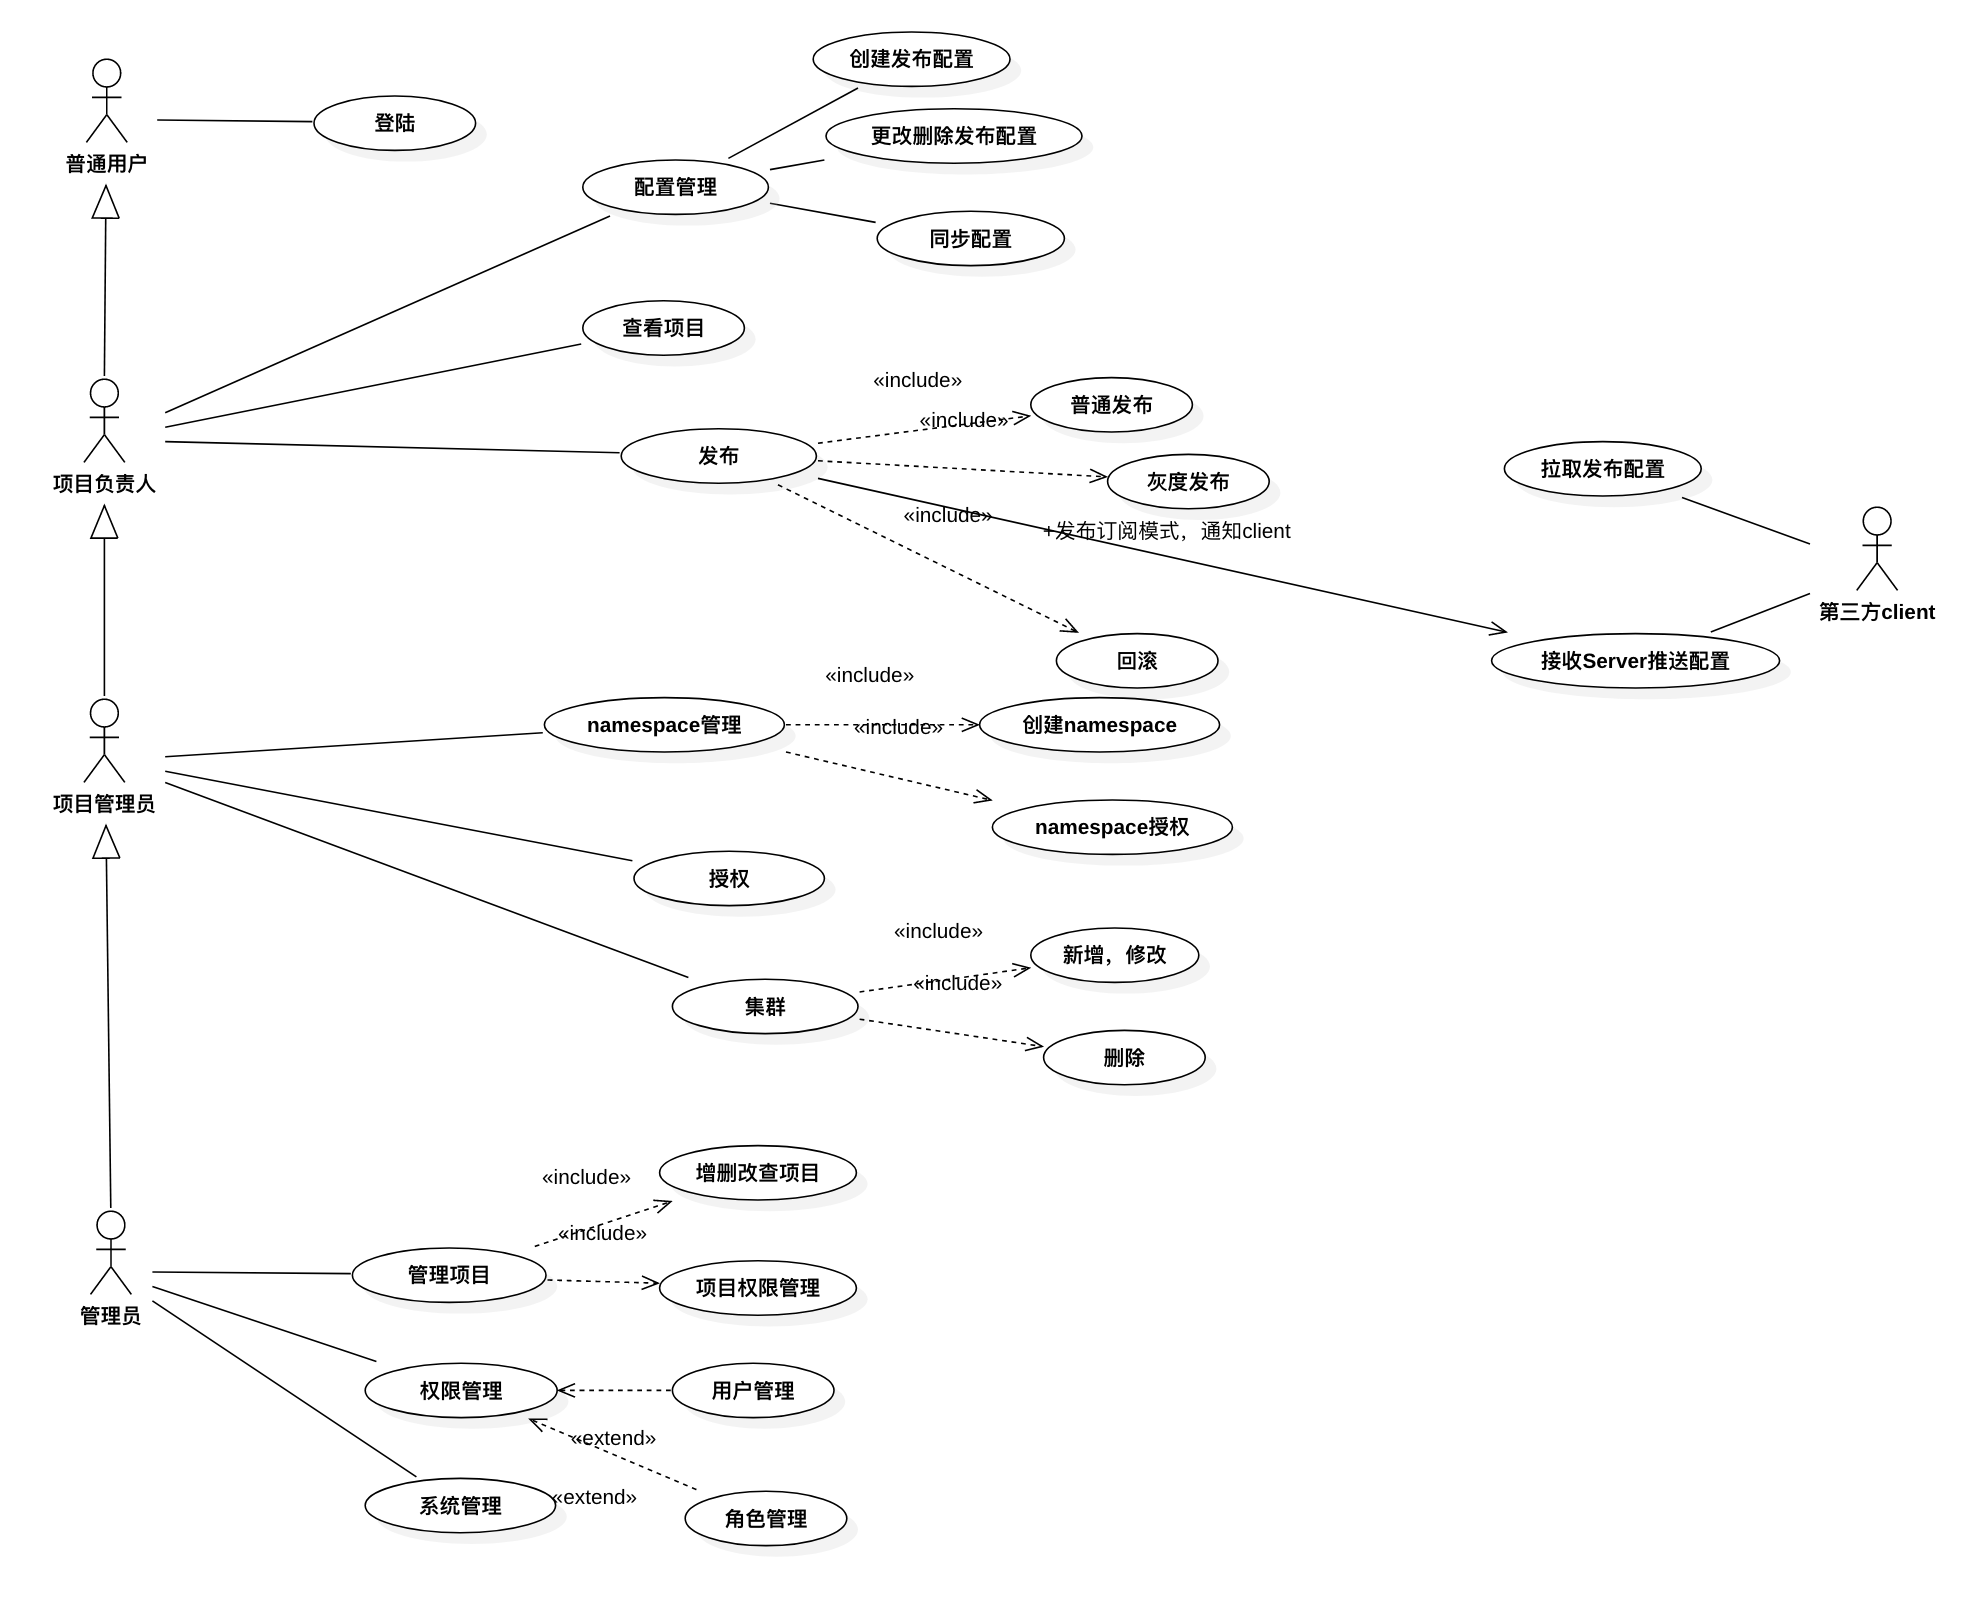 创建发布配置
登陆
更改删除发布配置
普通用户
配置管理
同步配置
查看项目
«include»
普通发布
«include»
发布
拉取发布配置
项目负责人
灰度发布
«include»
+发布订阅模式，通知client
第三方client
回滚
接收Server推送配置
«include»
namespace管理
«include»
创建namespace
项目管理员
namespace授权
授权
«include»
新增，修改
«include»
集群
删除
«include»
增删改查项目
«include»
管理项目
项目权限管理
管理员
权限管理
用户管理
«extend»
«extend»
系统管理
角色管理